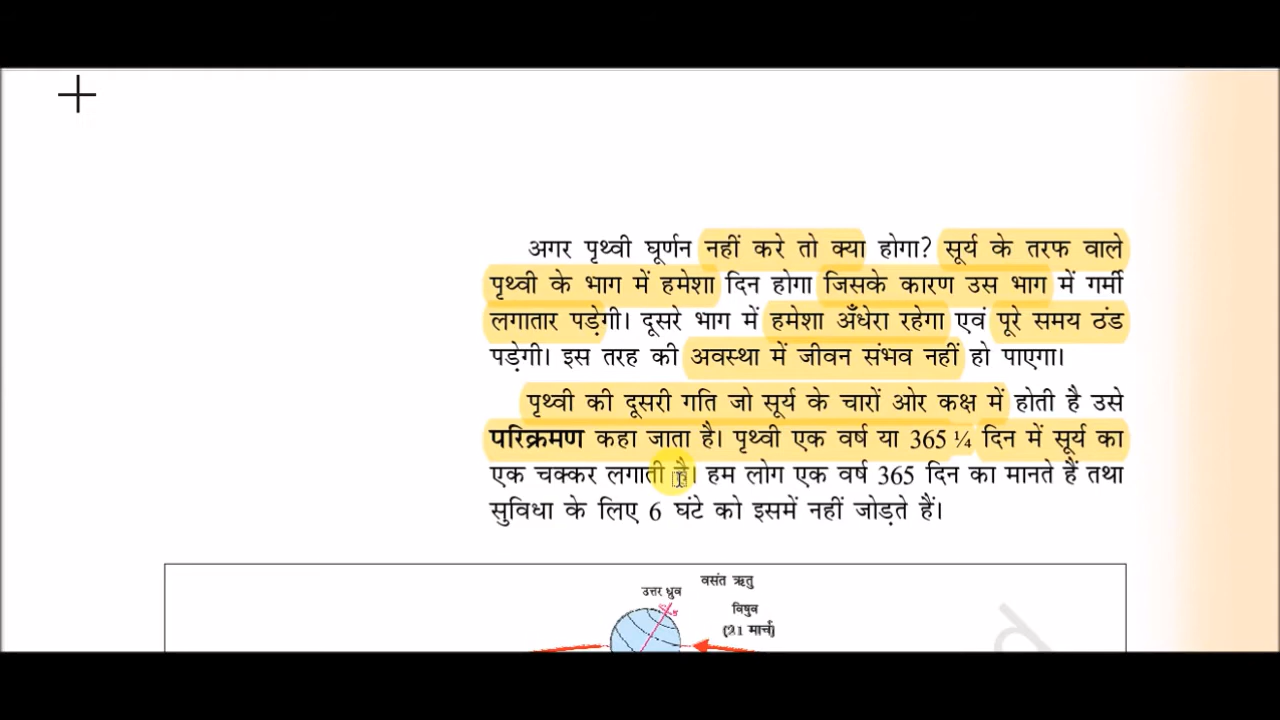 अगर पृथ्वी घूर्णन नहीं करे तो क्या होगा? सूर्य के तरफ वाले
पृथ्वी के भाग में हमेशा दिन होगा जिसके कारण उस भाग में गर्मी
लगातार पड़ेगी। दूसरे भाग में हमेशा अँधेरा रहेगा एवं पूरे समय ठंड
पड़ेगी। इस तरह की अवस्था में जीवन संभव नहीं हो पाएगा।
पृथ्वी की दूसरी गति जो सूर्य के चारों ओर कक्ष में होती है उसे
परिक्रमण कहा जाता है। पृथ्वी एक वर्ष या 365 ¼ दिन में सूर्य का
एक चक्कर लगाती है। हम लोग एक वर्ष 365 दिन का मानते हैं तथा
सुविधा के लिए 6 घंटे को इसमें नहीं जोड़ते हैं।
वसंत ऋतु
उत्तर ध्रुव
विषुव
(21 मार्च)